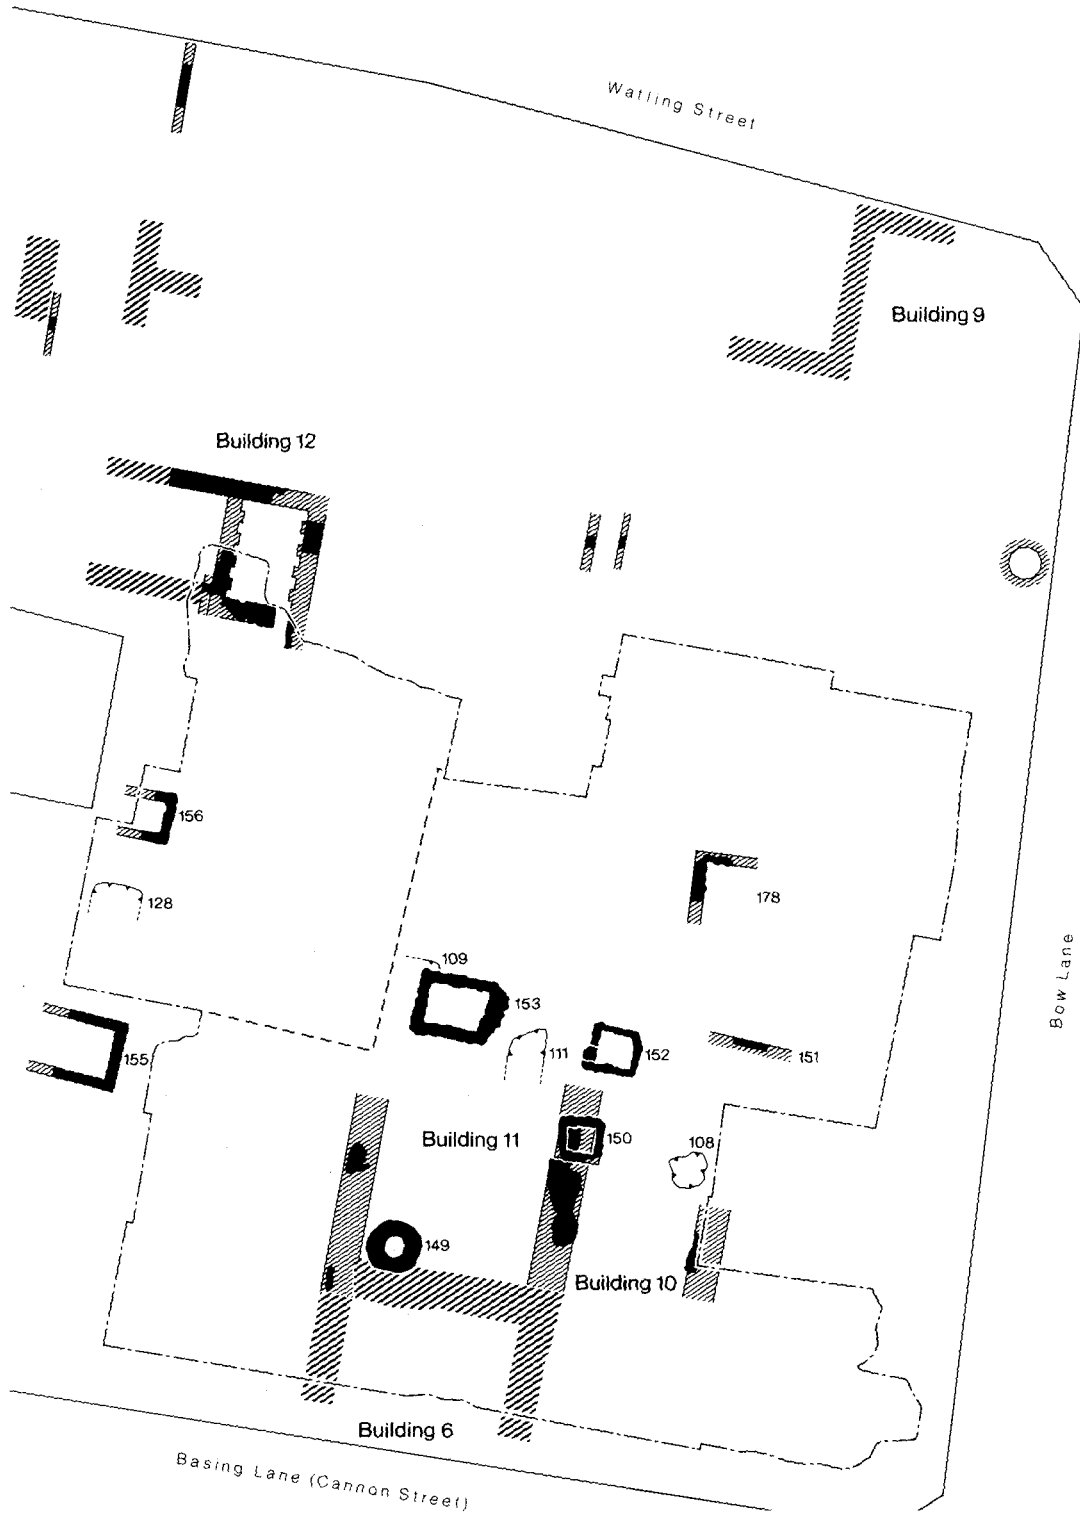 Watling Street
Building 9
Building 12
156
178
128
109
153
Bow Lane
111
152
151
155
Building 11
150
108
149
Building 10
Building 6
Basing Lane (Cannon Street)